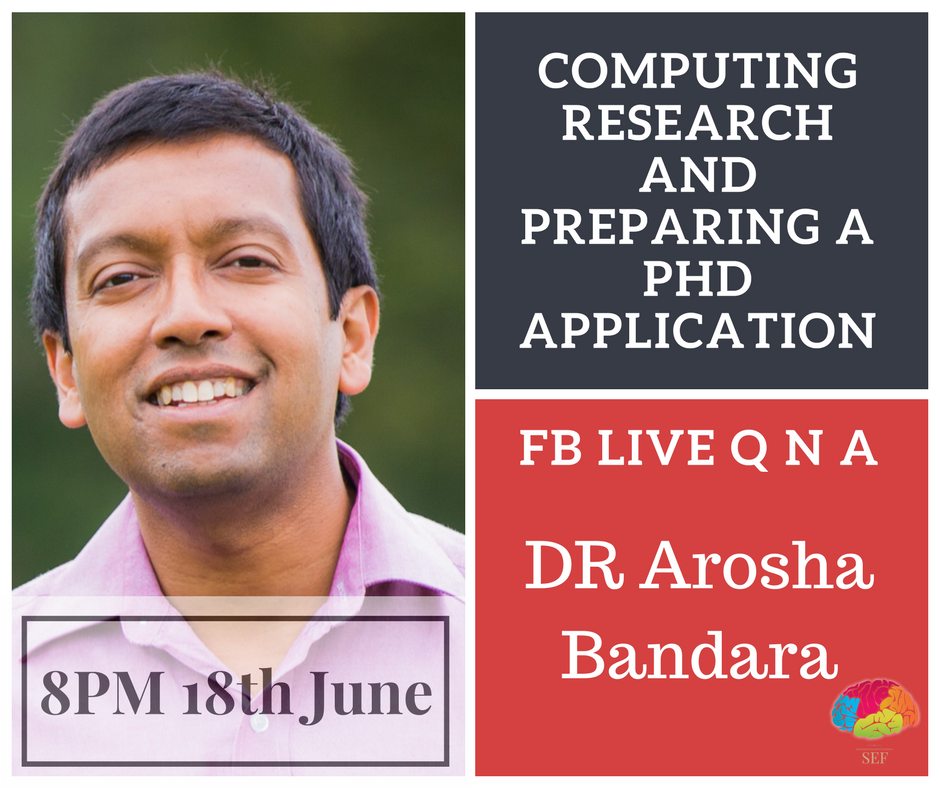 COMPUTING
RESEARCH
AND
PREPARING A
PHD
APPLICATION
FB LIVE Q N A
DR Arosha
Bandara
8PM 18th June
SEF